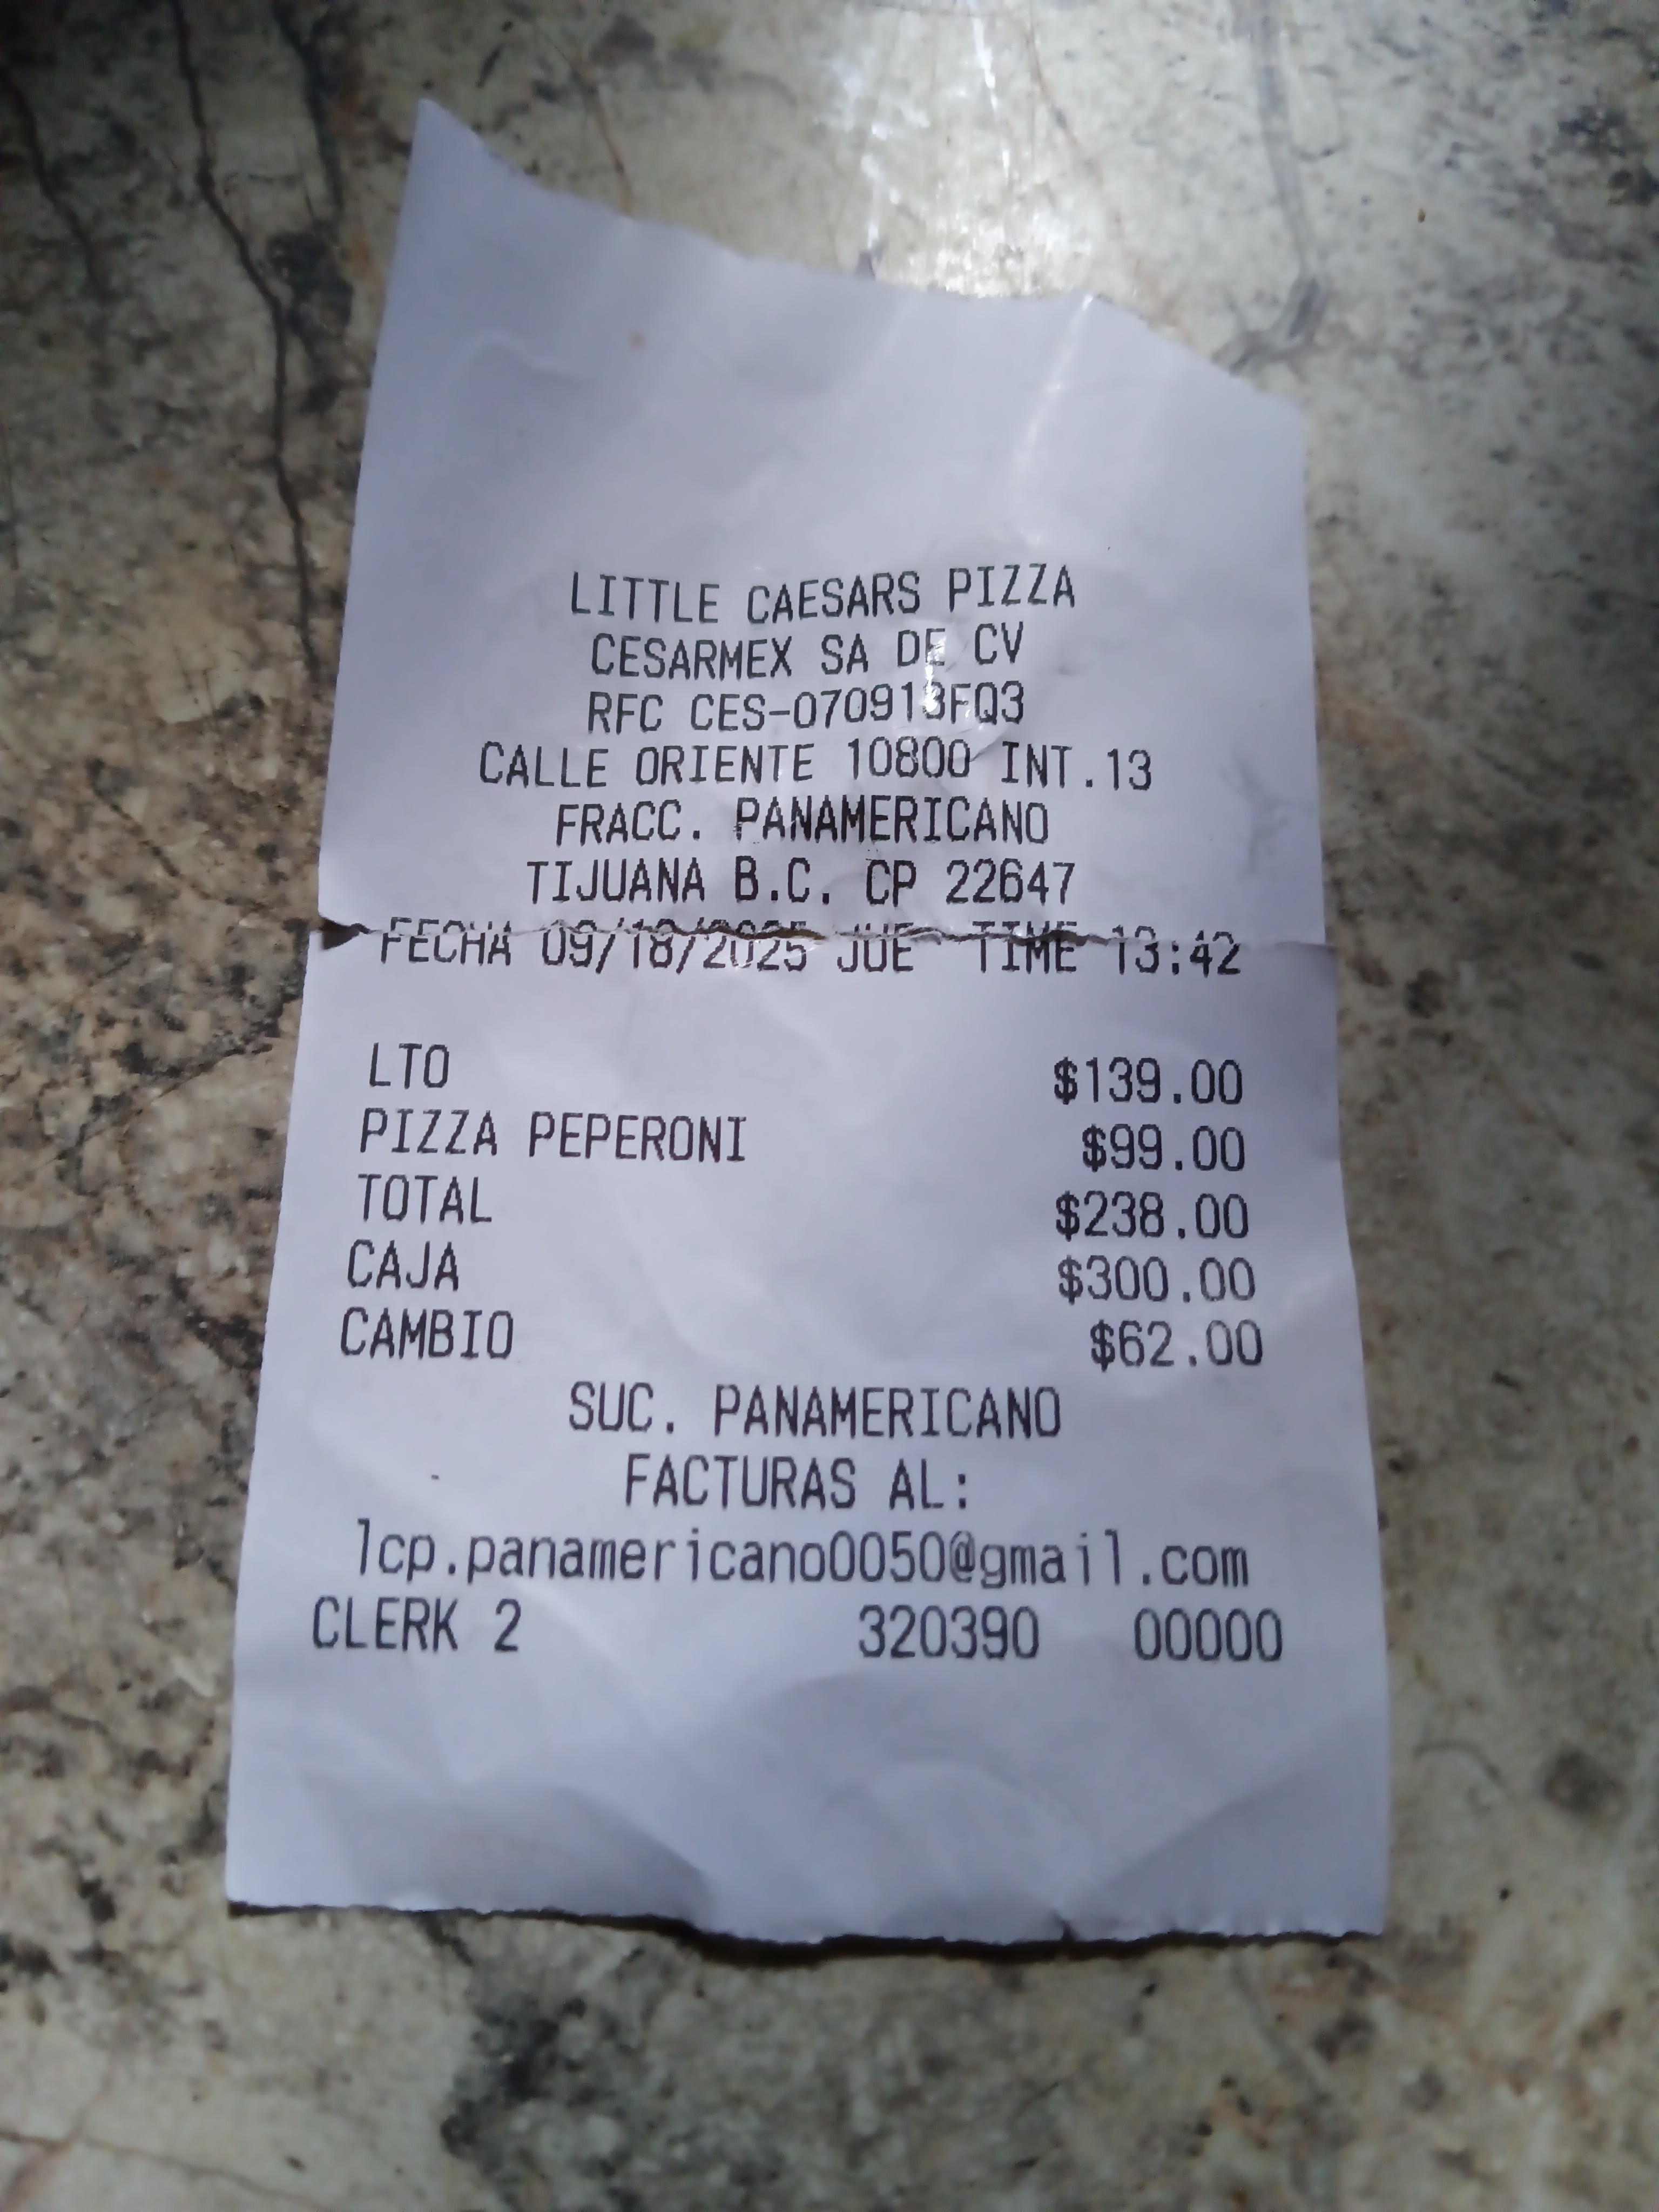 LITTLE CAESARS PIZZA
CESARMEX SA DE CV
RFC CES-070913FQ3
CALLE ORIENTE 10800 INT.13
FRACC. PANAMERICANO
TIJUANA B.C. CP 22647
FECHA 09/18/2025 JUE TIME 13:42
LTO $139.00
PIZZA PEPERONI $99.00
TOTAL $238.00
CAJA $300.00
CAMBIO $62.00
SUC. PANAMERICANO
FACTURAS AL:
lcp.panamericano0050@gmail.com
CLERK 2 320390 00000